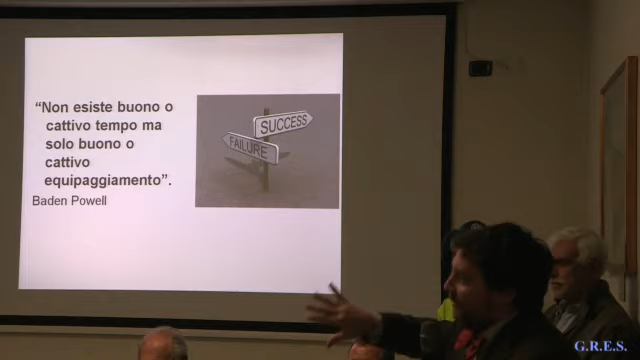 “Non esiste buono o
cattivo tempo ma
solo buono o
cattivo
equipaggiamento”.
Baden Powell
SUCCESS
FAILURE
G.R.E.S.